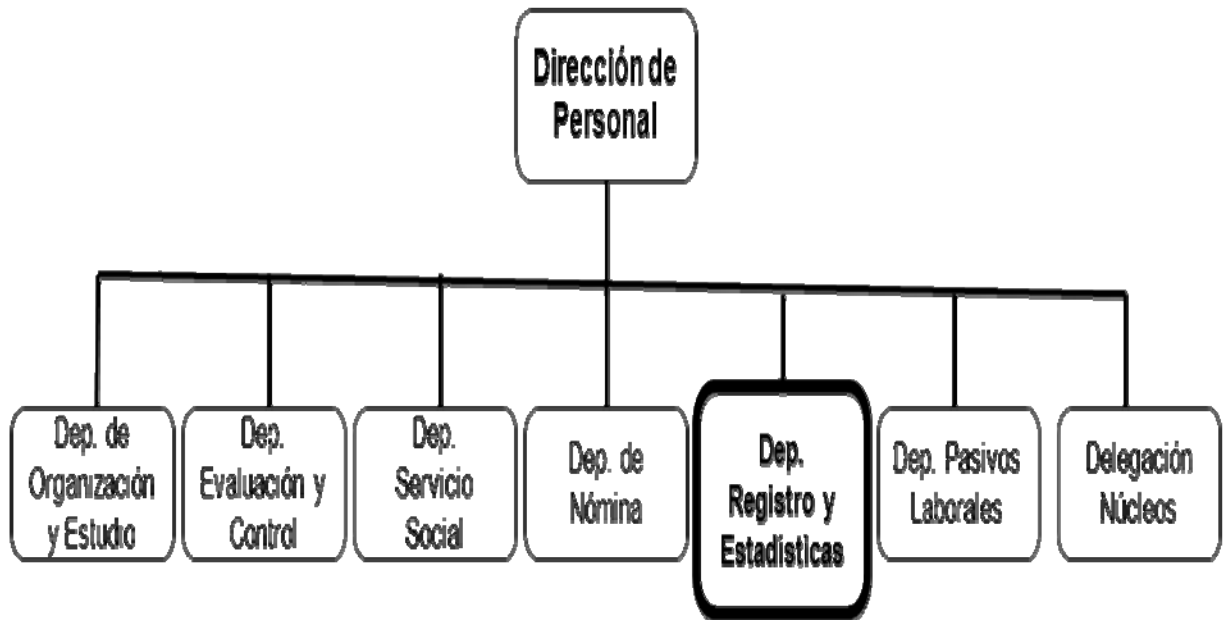 Dirección de
Personal
Dep. de
Organización
y Estudio
Dep.
Evaluación y
Control
Dep.
Servicio
Social
Dep. de
Nómina
Dep.
Registro y
Estadísticas
Dep. Pasivos
Laborales
Delegación
Núcleos